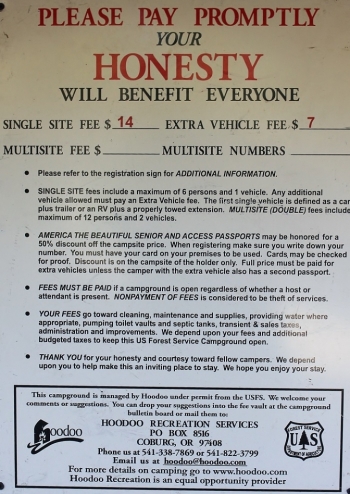 PLEASE PAY PROMPTLY
YOUR
HONESTY
WILL BENEFIT EVERYONE
SINGLE SITE FEE $ 14 EXTRA VEHICLE FEE $ 7
MULTISITE FEE $ MULTISITE NUMBERS
• Please refer to the registration sign for ADDITIONAL INFORMATION.
• SINGLE SITE fees include a maximum of 6 persons and 1 vehicle. Any additional
vehicle allowed must pay an Extra Vehicle fee. The first single vehicle is defined as a car
plus trailer or an RV plus a properly towed extension. MULTISITE (DOUBLE) fees include
maximum of 12 persons and 2 vehicles.
• AMERICA THE BEAUTIFUL SENIOR AND ACCESS PASSPORTS may be honored for a
50% discount off the campsite price. When registering make sure you write down your
number. You must have your card on your premises to be used. Cards may be checked
for proof. Discount is on the campsite of the holder only. Full price must be paid for
extra vehicles unless the camper with the extra vehicle also has a second passport.
• FEES MUST BE PAID if a campground is open regardless of whether a host or
attendant is present. NONPAYMENT OF FEES is considered to be theft of services.
• YOUR FEES go toward cleaning, maintenance and supplies, providing water where
appropriate, pumping toilet vaults and septic tanks, transient & sales taxes,
administration and improvements. We depend upon your fees and additional
budgeted taxes to keep this US Forest Service Campground open.
• THANK YOU for your honesty and courtesy toward fellow campers. We depend
upon you to help make this an inviting place to stay. We hope you enjoy your stay.
This campground is managed by Hoodoo under permit from the USFS. We welcome your
comments or suggestions. You can drop your suggestions into the fee vault at the campground
bulletin board or mail them to:
HOODOO RECREATION SERVICES
PO BOX 8516
COBURG, OR 97408
Phone us at 541-338-7869 or 541-822-3799
Email us at hoodoo@hoodoo.com
For more details on camping go to www.hoodoo.com
Hoodoo Recreation is an equal opportunity provider
Hoodoo
FOREST SERVICE
U S
DEPARTMENT OF AGRICULTURE